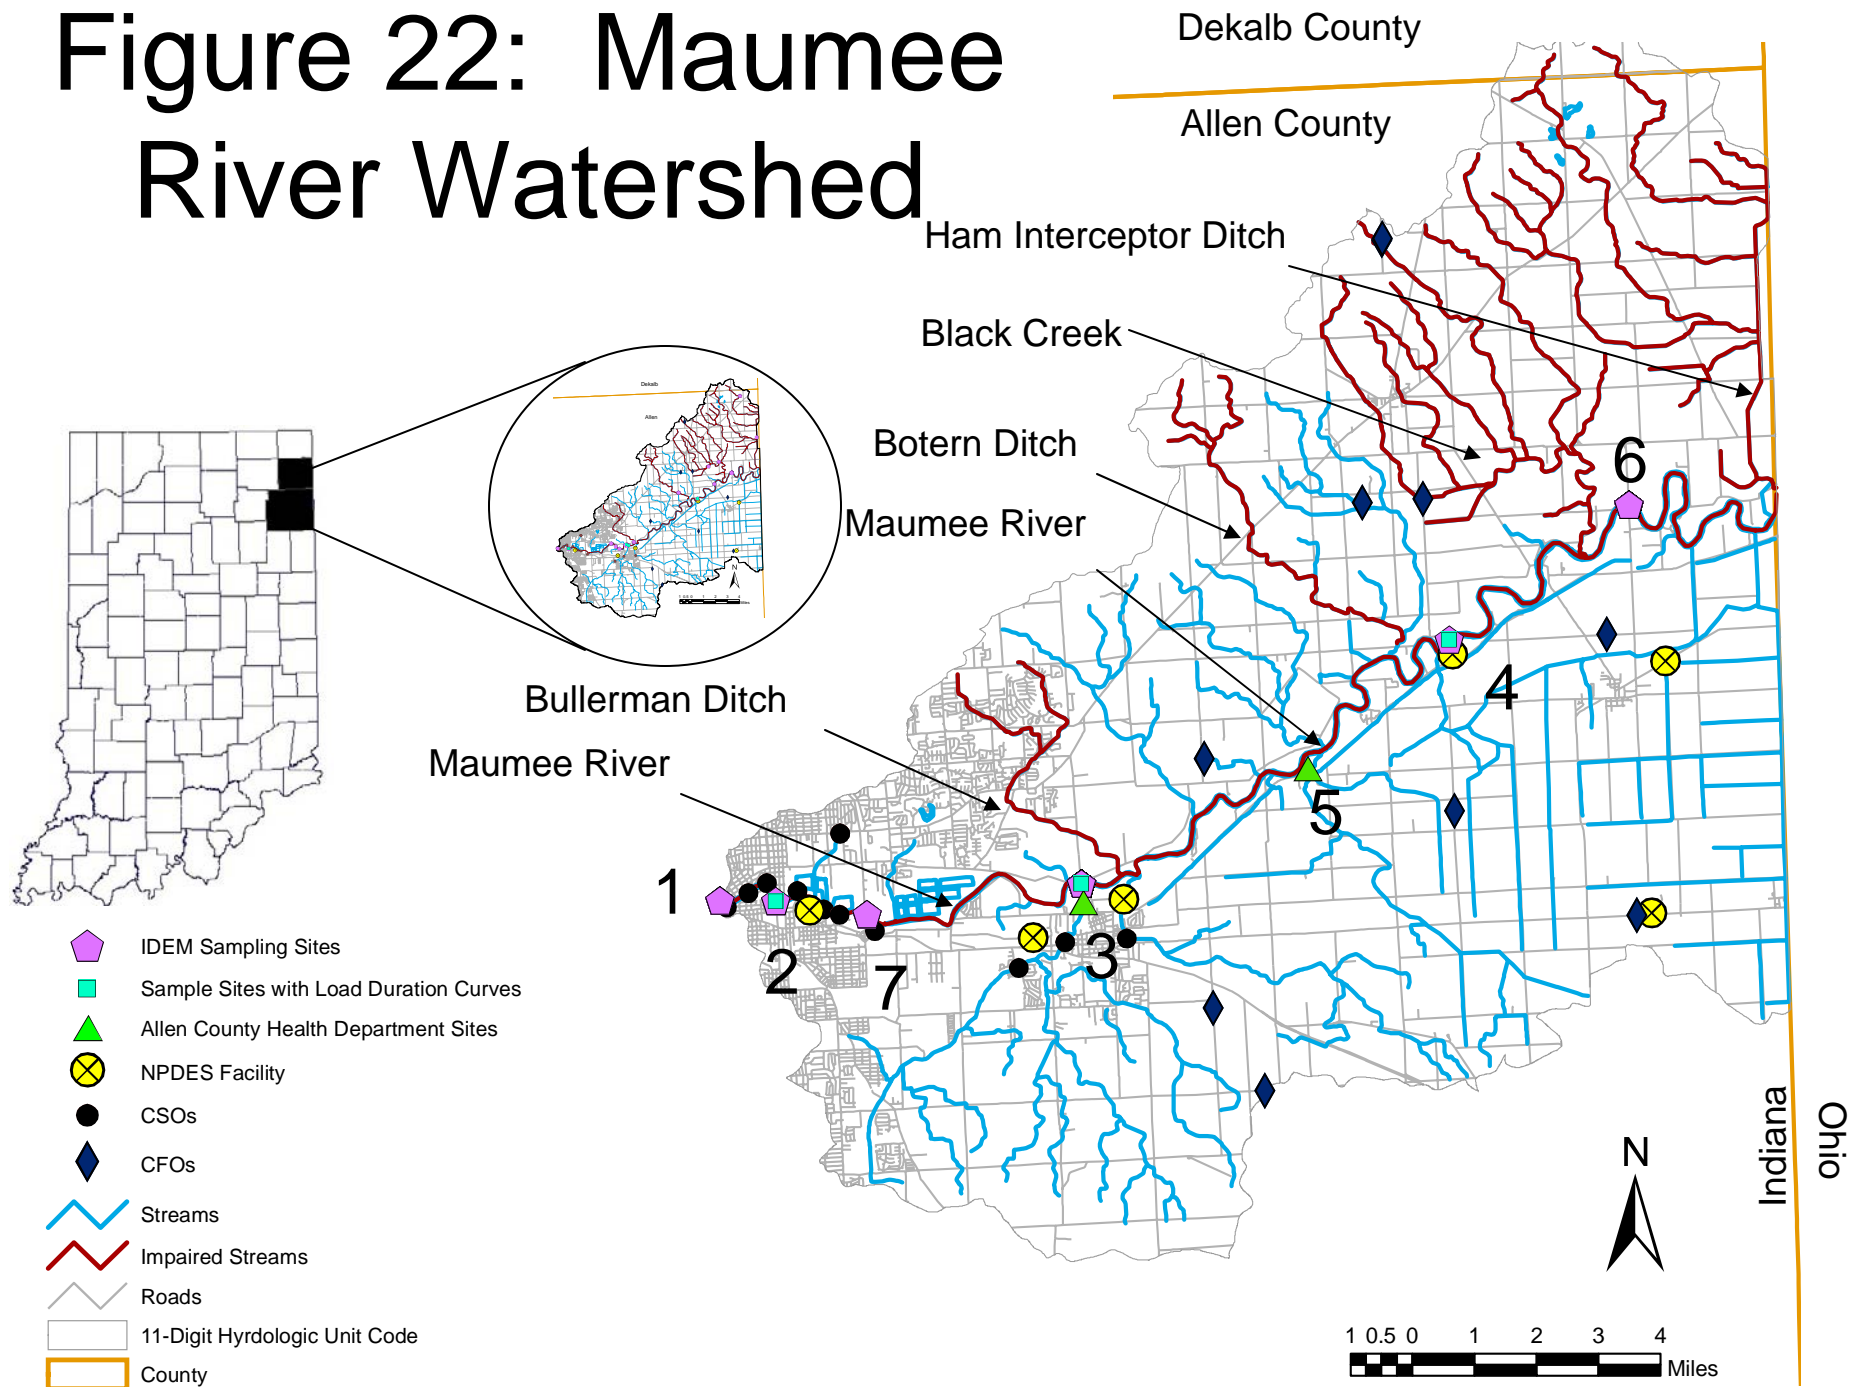 Figure 22: Maumee
River Watershed
Dekalb County
Allen County
Ham Interceptor Ditch
Black Creek
Botern Ditch
Maumee River
Bullerman Ditch
Maumee River
Dekalb
Allen
N
1
2
3
4
5
6
7
IDEM Sampling Sites
Sample Sites with Load Duration Curves
Allen County Health Department Sites
NPDES Facility
CSOs
CFOs
Streams
Impaired Streams
Roads
11-Digit Hyrdologic Unit Code
County
Indiana
Ohio
N
1 0.5 0 1 2 3 4
Miles